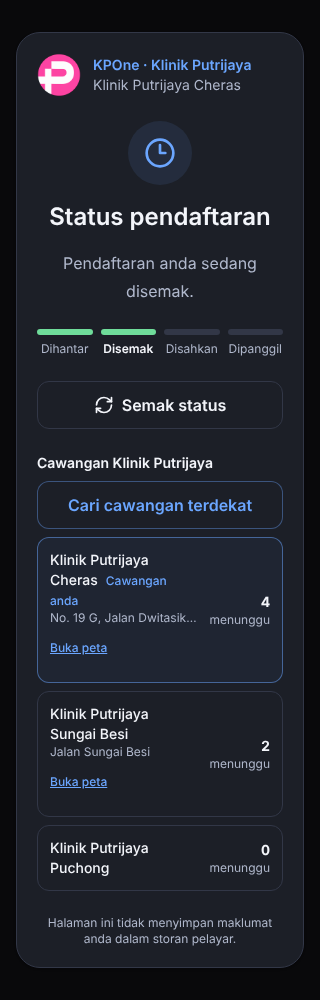 KPOne · Klinik Putrijaya
Klinik Putrijaya Cheras
Status pendaftaran
Pendaftaran anda sedang
disemak.
Dihantar Disemak Disahkan Dipanggil
Semak status
Cawangan Klinik Putrijaya
Cari cawangan terdekat
Klinik Putrijaya
Cheras Cawangan
anda
No. 19 G, Jalan Dwitasik...
4
menunggu
Buka peta
Klinik Putrijaya
Sungai Besi
Jalan Sungai Besi
2
menunggu
Buka peta
Klinik Putrijaya
Puchong
0
menunggu
Halaman ini tidak menyimpan maklumat
anda dalam storan pelayar.